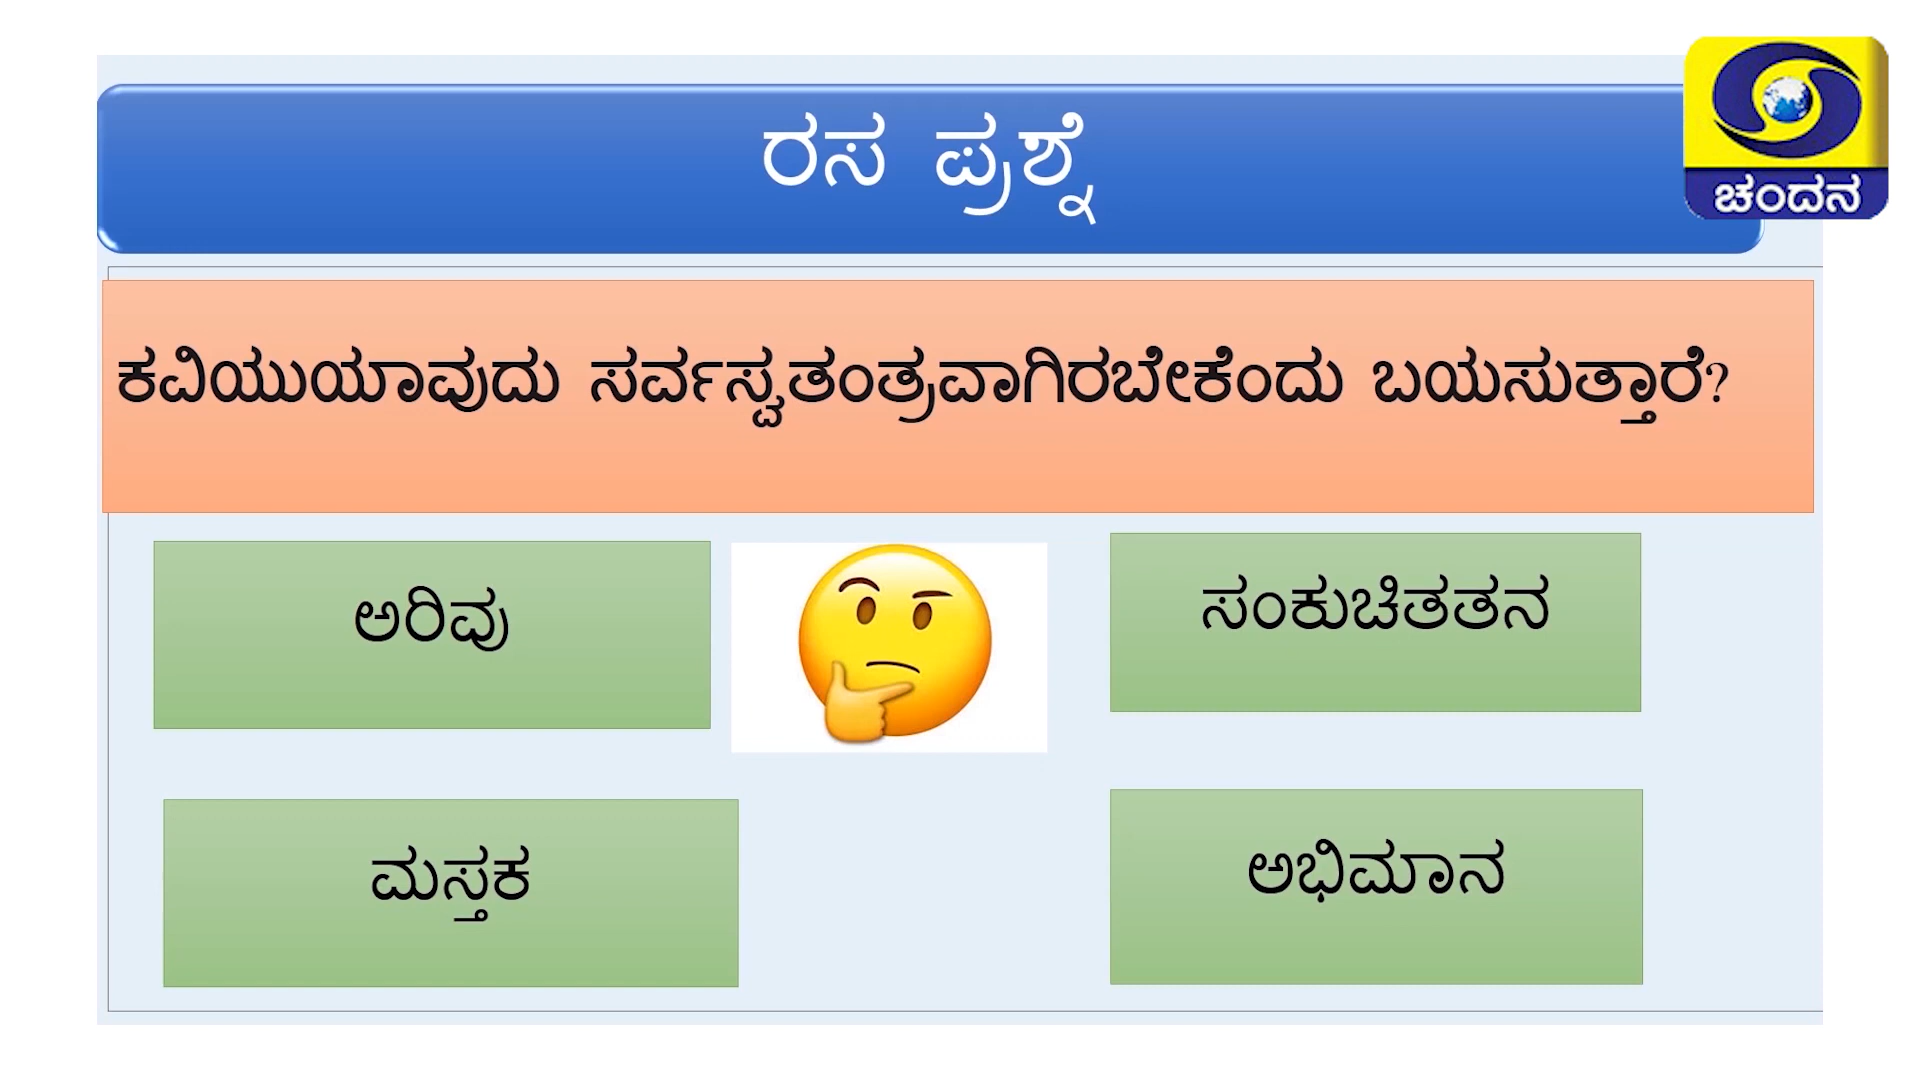 ರಸ ಪ್ರಶ್ನೆ
ಚಂದನ
ಕವಿಯುಯಾವುದು ಸರ್ವಸ್ವತಂತ್ರವಾಗಿರಬೇಕೆಂದು ಬಯಸುತ್ತಾರೆ?
ಅರಿವು
ಸಂಕುಚಿತತನ
ಮಸ್ತಕ
ಅಭಿಮಾನ